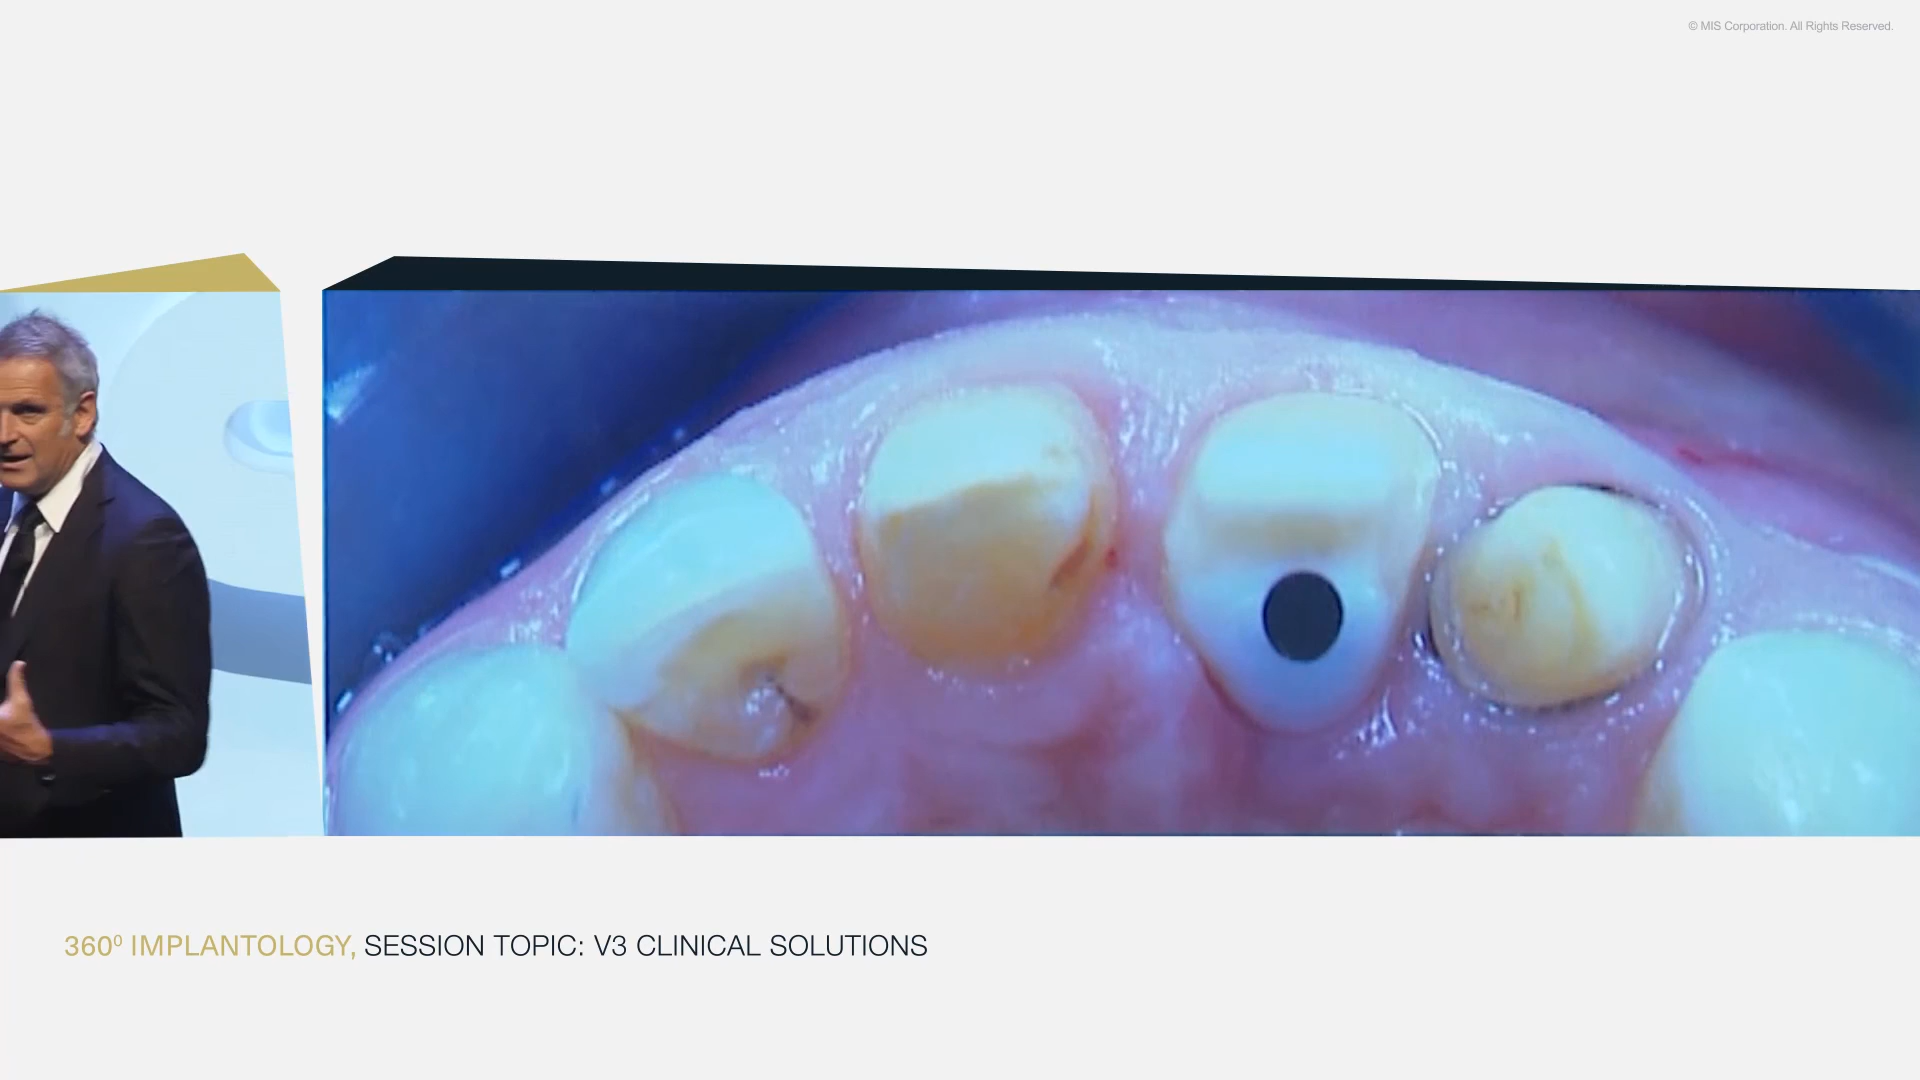 © MIS Corporation. All Rights Reserved.
360⁰ IMPLANTOLOGY, SESSION TOPIC: V3 CLINICAL SOLUTIONS